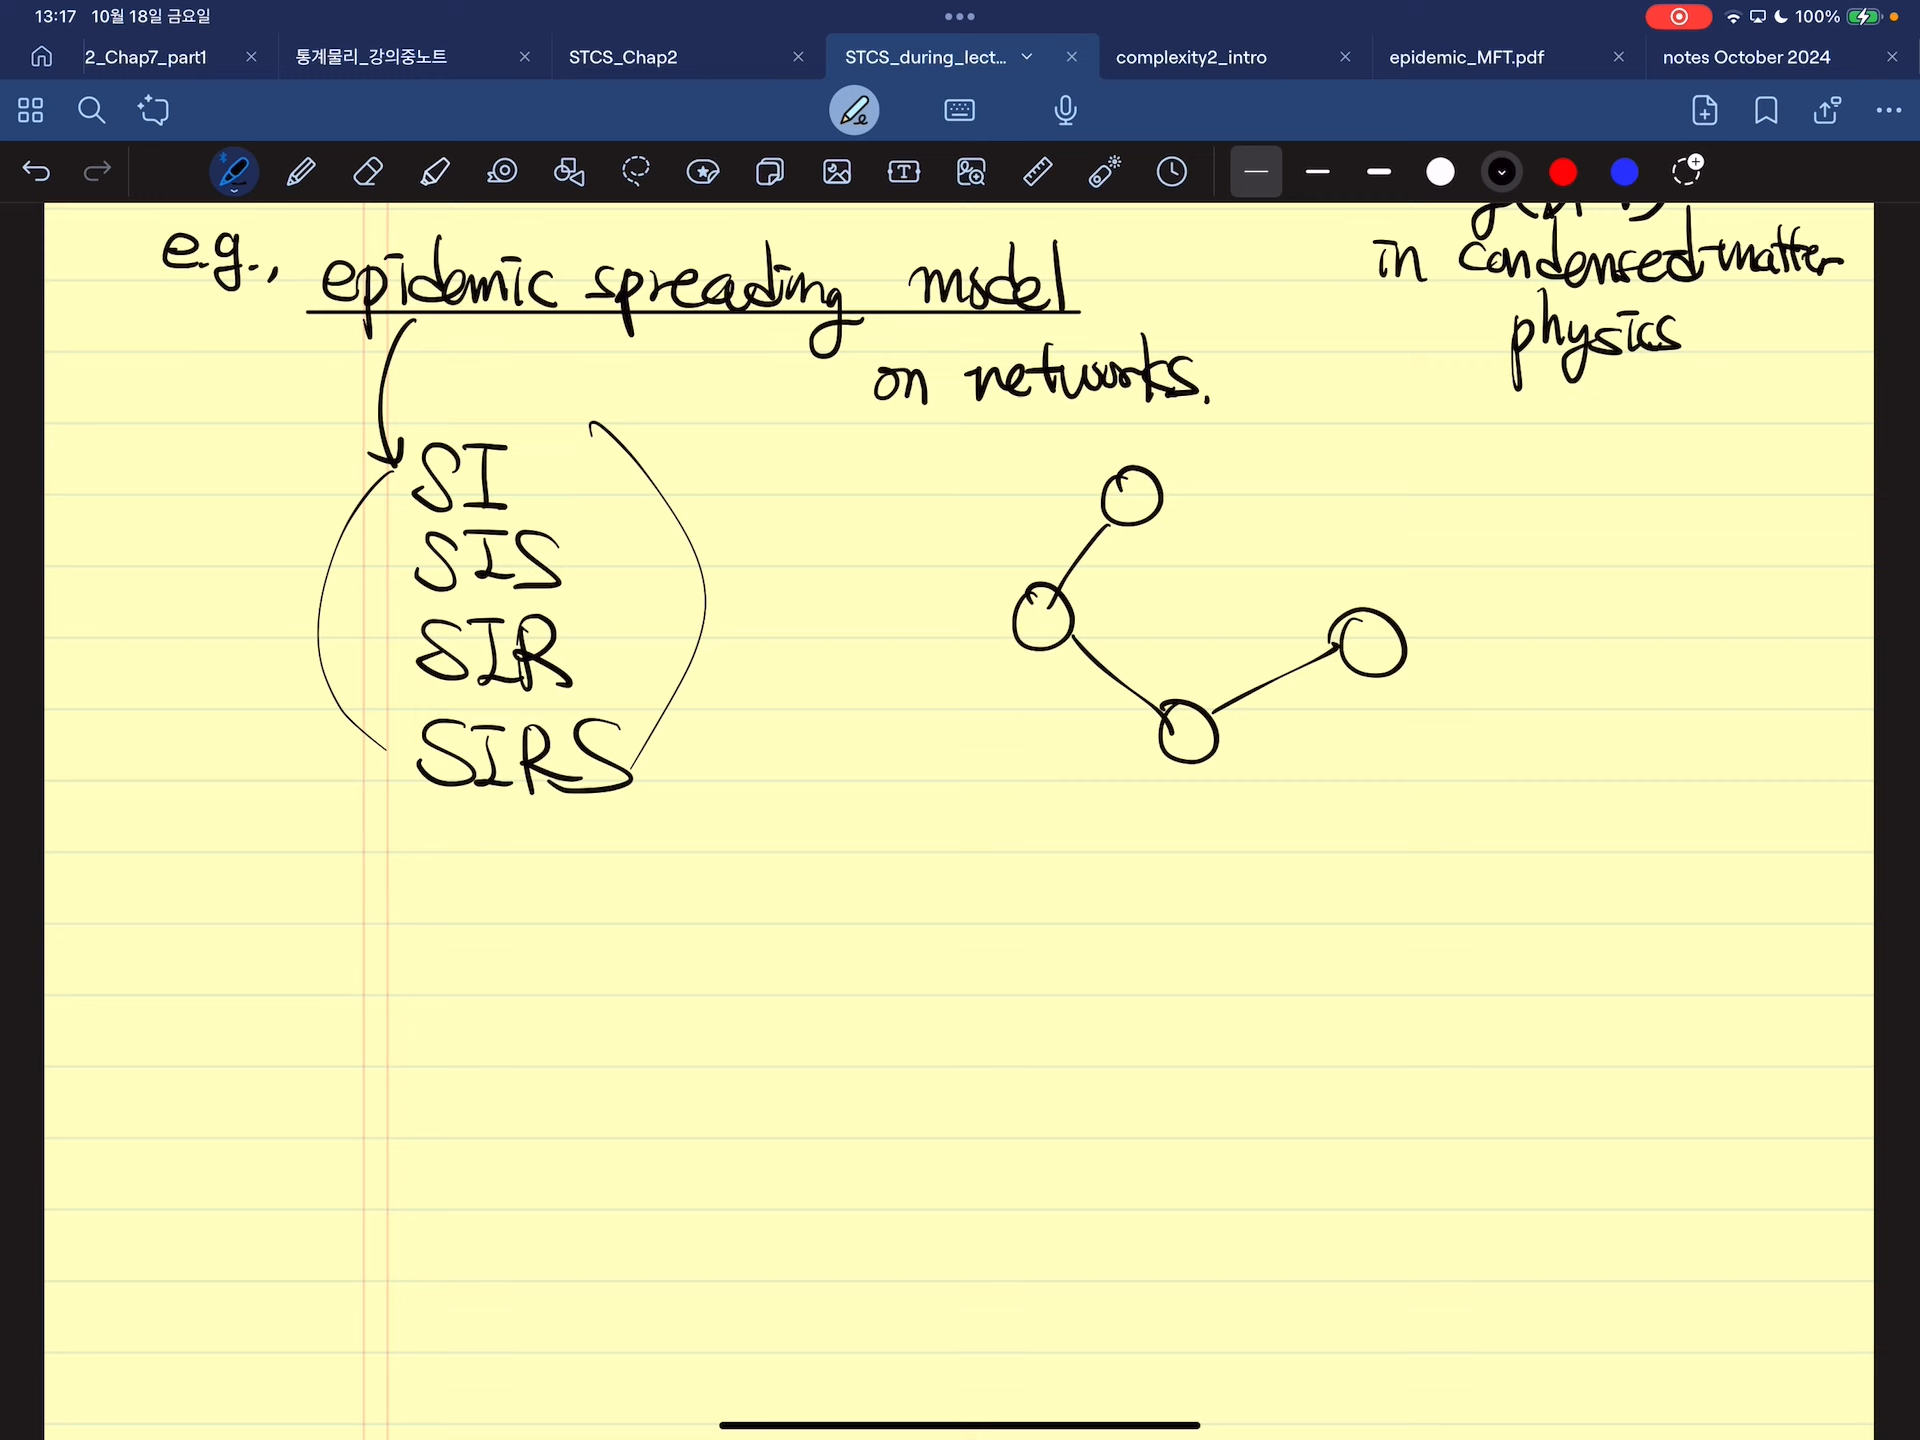 13:17 10월 18일 금요일
100%
2_Chap7_part1
통계물리_강의중노트
STCS_Chap2
STCS_during_lect...
complexity2_intro
epidemic_MFT.pdf
notes October 2024
e.g., epidemic spreading model
on networks.
in condensed-matter
physics
SI
SIS
SIR
SIRS